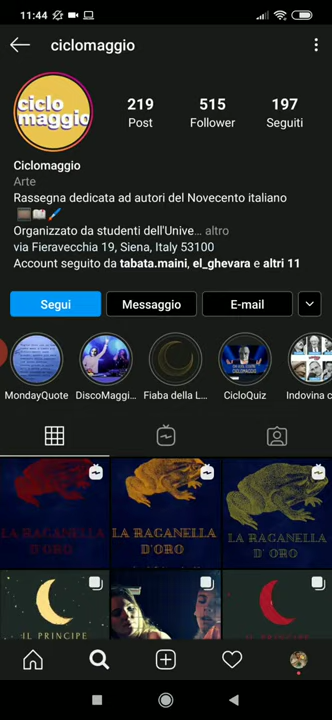 11:44
ciclomaggio
ciclo
maggio
219 515 197
Post Follower Seguiti
Ciclomaggio
Arte
Rassegna dedicata ad autori del Novecento italiano
Organizzato da studenti dell'Unive... altro
via Fieravecchia 19, Siena, Italy 53100
Account seguito da tabata.maini, el_ghevara e altri 11
Segui Messaggio E-mail
MondayQuote DiscoMaggi... Fiaba della L... CicloQuiz Indovina c
LA RAGANELLA
D'ORO
LA RAGANELLA
D'ORO
LA RAGANELLA
D'ORO
IL PRINCIPE
IL PRINCIPE